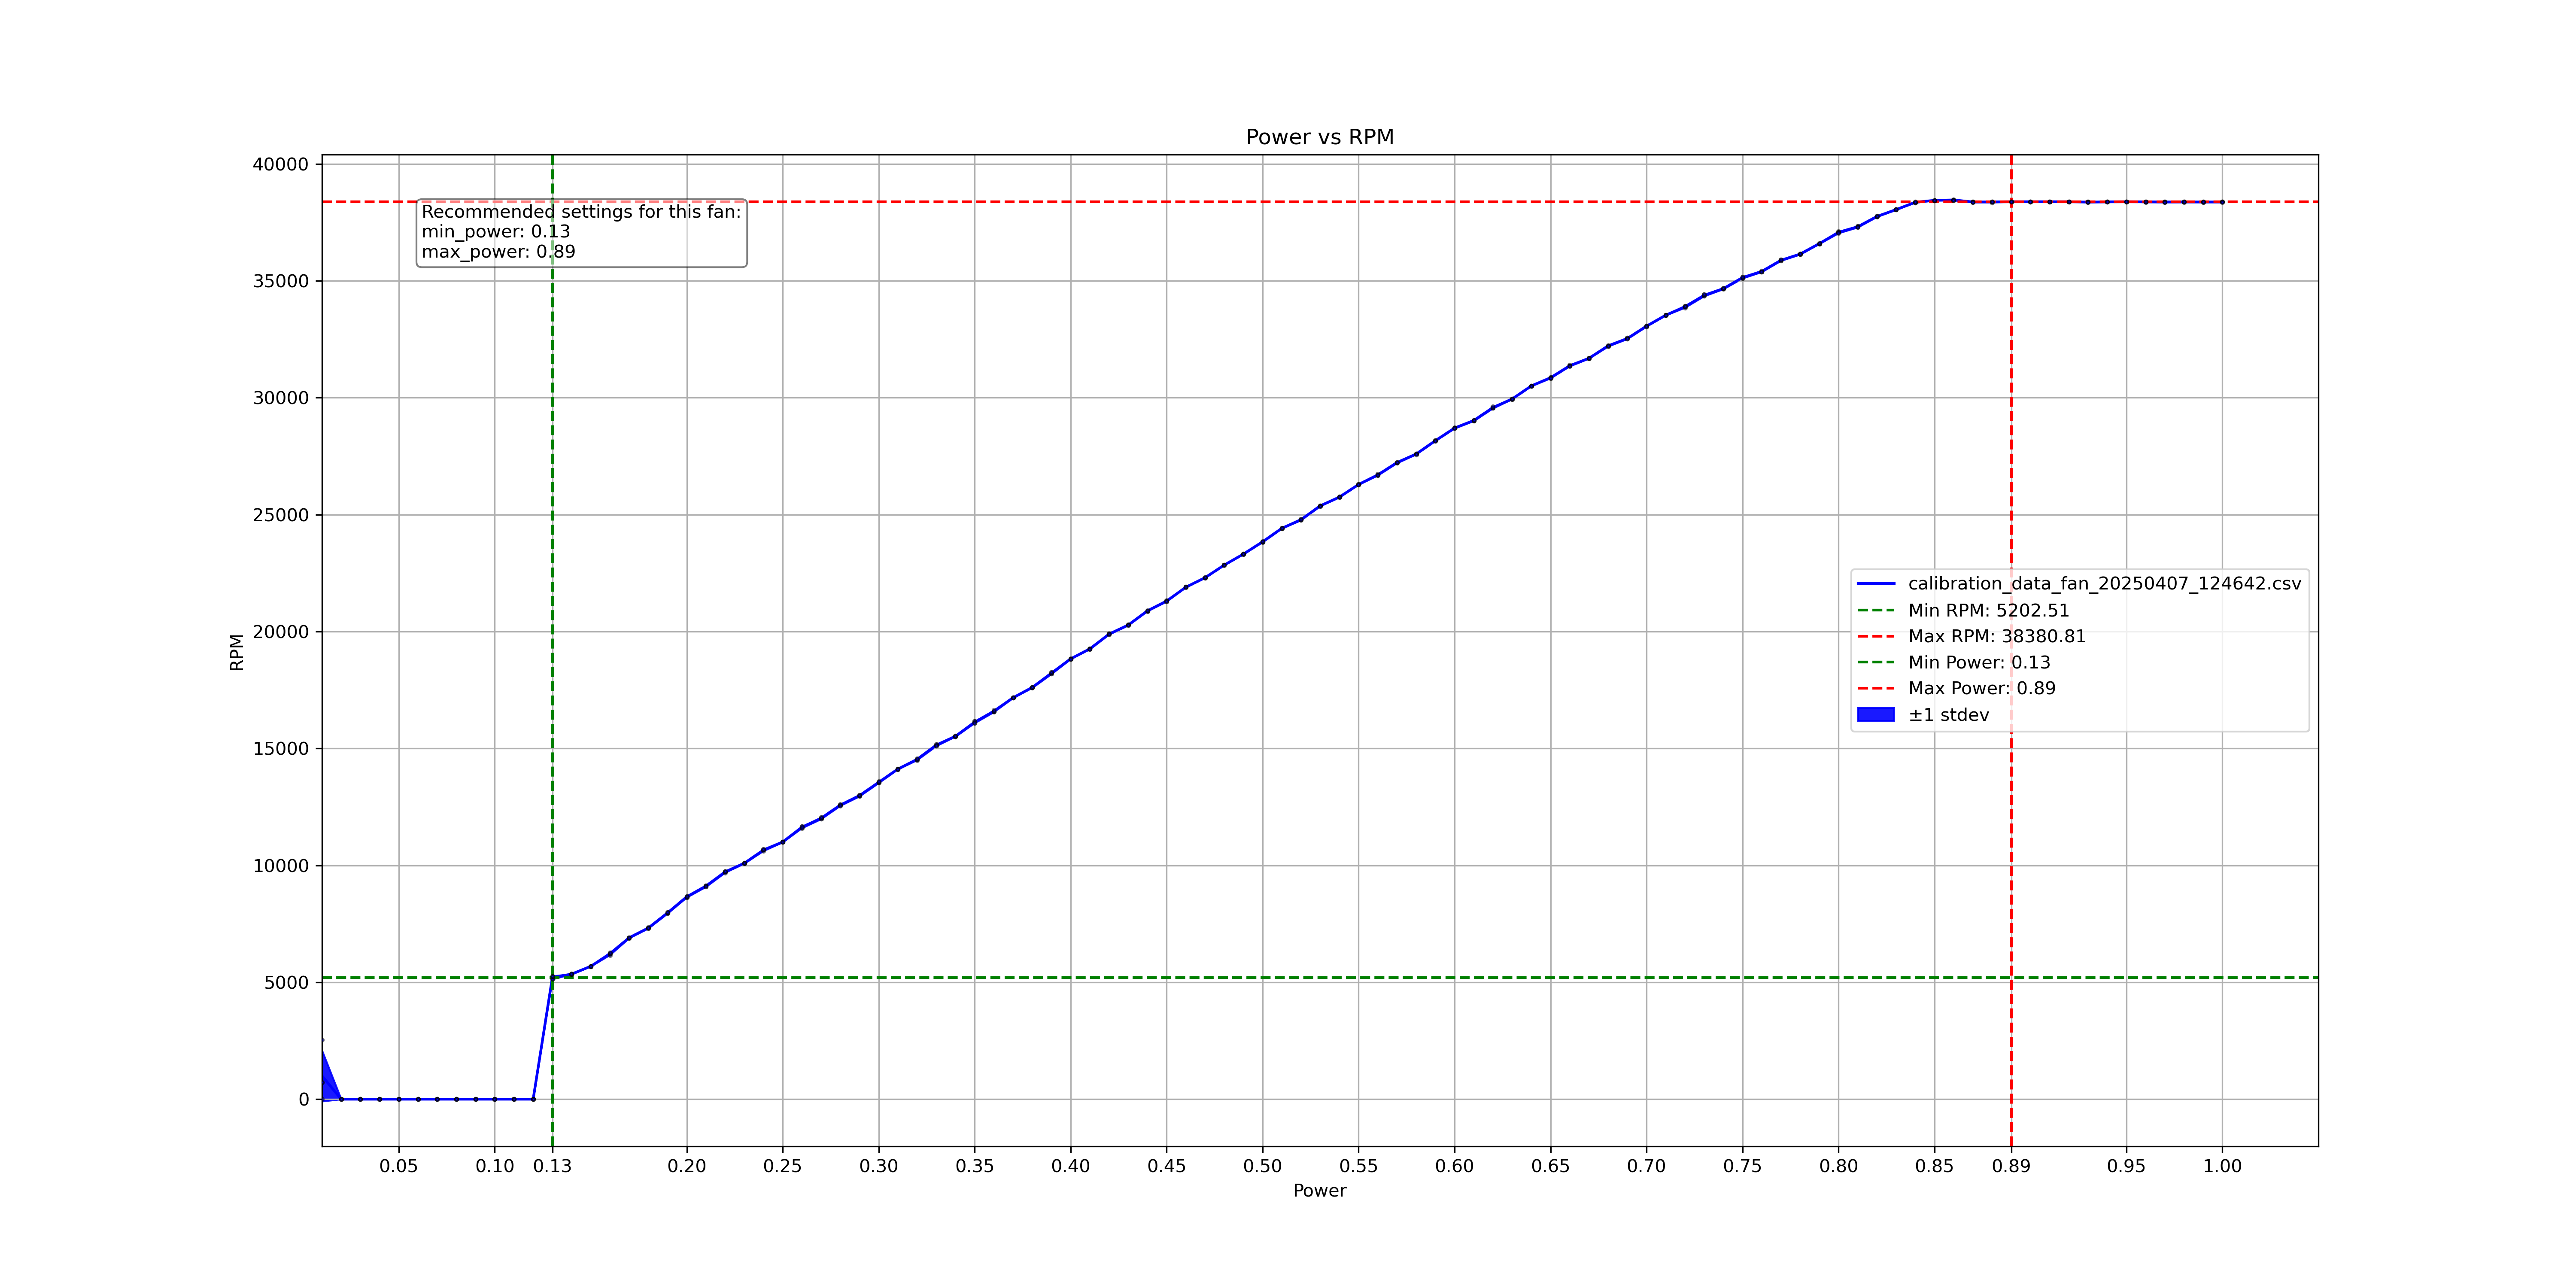 Power vs RPM
40000
35000
30000
25000
20000
15000
10000
5000
0
RPM
Recommended settings for this fan:
min_power: 0.13
max_power: 0.89
calibration_data_fan_20250407_124642.csv
Min RPM: 5202.51
Max RPM: 38380.81
Min Power: 0.13
Max Power: 0.89
±1 stdev
0.05 0.10 0.13 0.20 0.25 0.30 0.35 0.40 0.45 0.50 0.55 0.60 0.65 0.70 0.75 0.80 0.85 0.89 0.95 1.00
Power